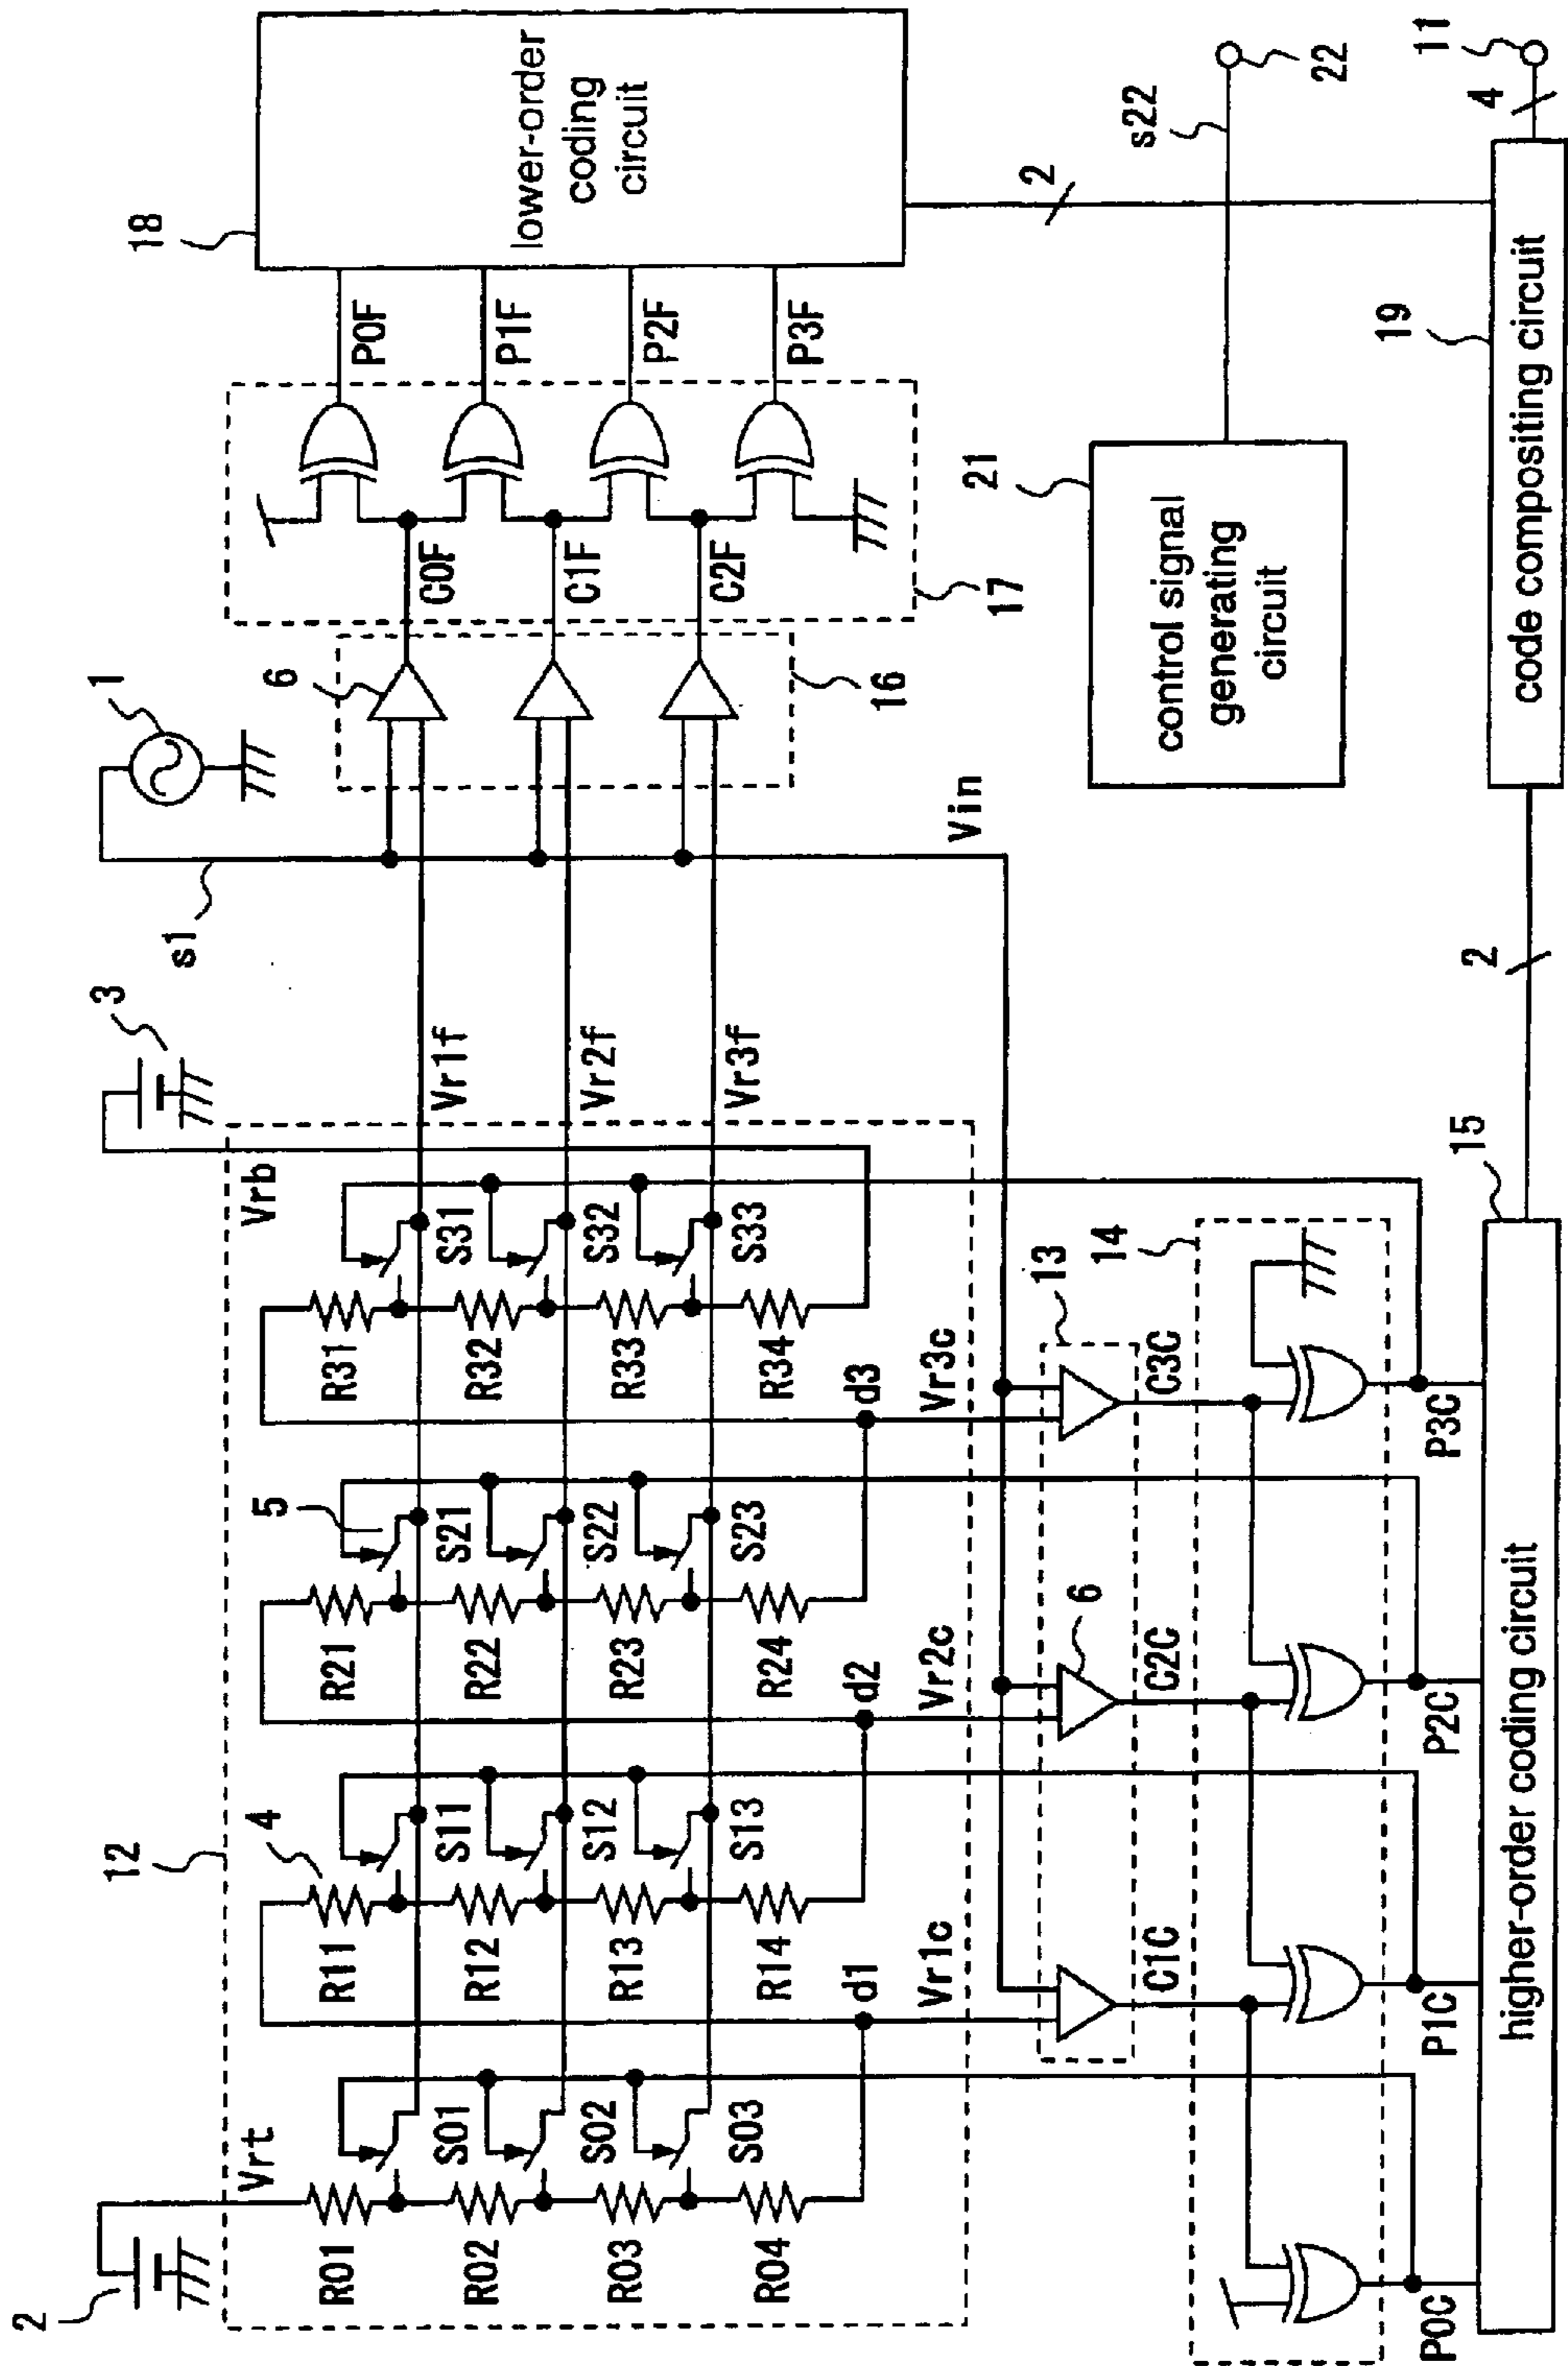 2
Vrt
12
4
5
Vrb
3
s1
1
6
18
lower-order
coding
circuit
R01
R02
R03
R04
S01
S02
S03
R11
R12
R13
R14
S11
S12
S13
R21
R22
R23
R24
S21
S22
S23
R31
R32
R33
R34
S31
S32
S33
Vr1f
Vr2f
Vr3f
C0F
C1F
C2F
P0F
P1F
P2F
P3F
16
17
d1
d2
d3
Vr1c
Vr2c
Vr3c
Vin
13
6
14
C1C
C2C
C3C
P0C
P1C
P2C
P3C
15
higher-order coding circuit
2
21
control signal
generating
circuit
s22
22
2
19
code compositing circuit
4
11